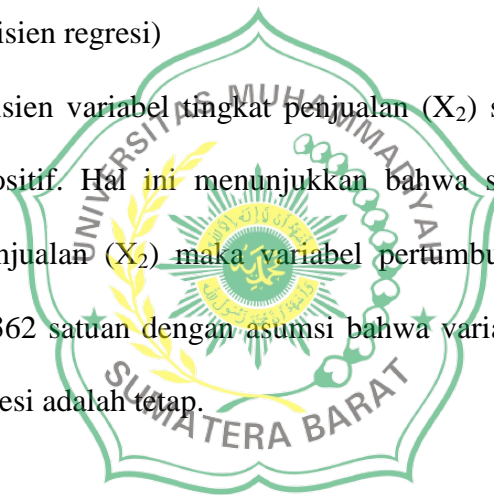 isien regresi)
sien variabel tingkat penjualan (X₂) s
ositif. Hal ini menunjukkan bahwa s
njualan (X₂) maka variabel pertumbu
362 satuan dengan asumsi bahwa varia
esi adalah tetap.
UNIVERSITAS MUHAMMADIYAH
SUMATERA BARAT